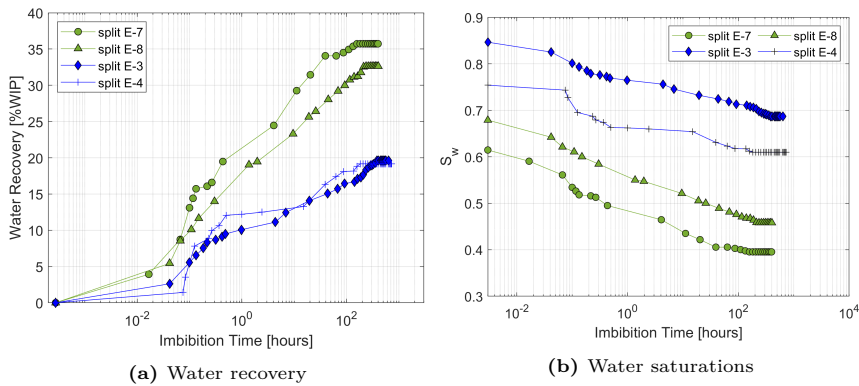 40
35
30
25
20
15
10
5
0
Water Recovery [%WIP]
split E-7
split E-8
split E-3
split E-4
10^-2
10^0
10^2
Imbibition Time [hours]
(a) Water recovery
0.9
0.8
0.7
0.6
0.5
0.4
0.3
S_w
split E-7 split E-8
split E-3 split E-4
10^-2
10^0
10^2
10^4
Imbibition Time [hours]
(b) Water saturations